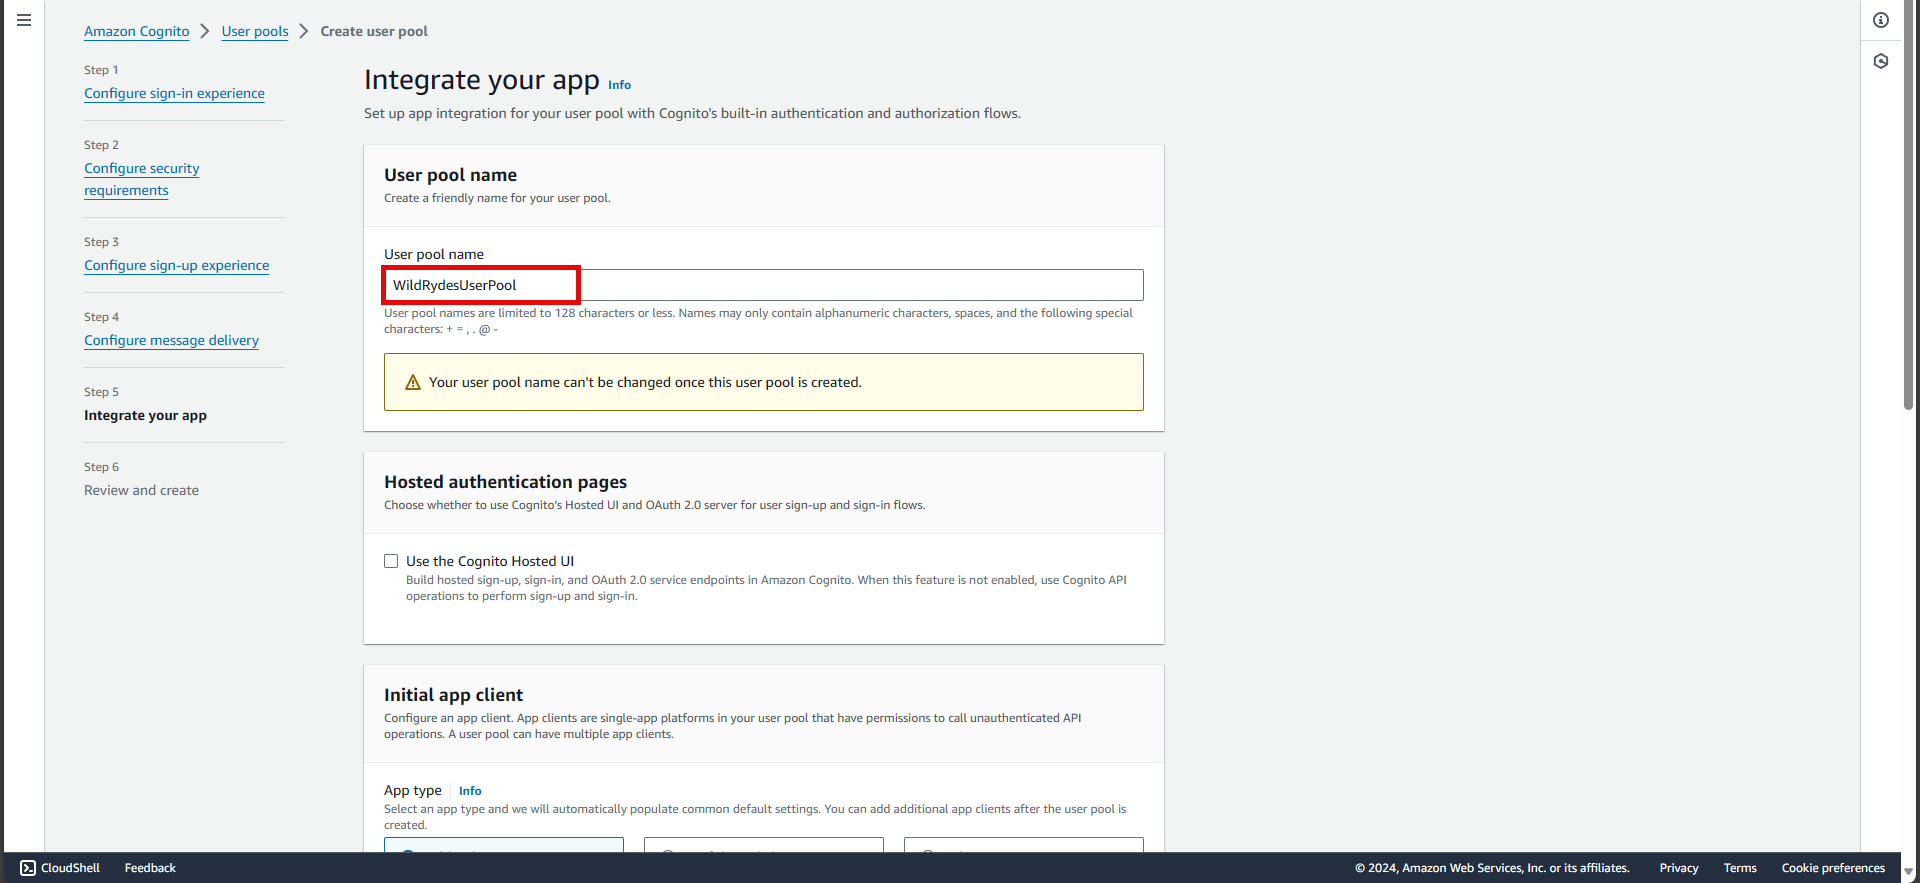 Amazon Cognito > User pools > Create user pool
Step 1
Configure sign-in experience
Step 2
Configure security
requirements
Step 3
Configure sign-up experience
Step 4
Configure message delivery
Step 5
Integrate your app
Step 6
Review and create
Integrate your app Info
Set up app integration for your user pool with Cognito's built-in authentication and authorization flows.
User pool name
Create a friendly name for your user pool.
User pool name
WildRydesUserPool
User pool names are limited to 128 characters or less. Names may only contain alphanumeric characters, spaces, and the following special
characters: + = , . @ -
Your user pool name can't be changed once this user pool is created.
Hosted authentication pages
Choose whether to use Cognito's Hosted UI and OAuth 2.0 server for user sign-up and sign-in flows.
Use the Cognito Hosted UI
Build hosted sign-up, sign-in, and OAuth 2.0 service endpoints in Amazon Cognito. When this feature is not enabled, use Cognito API
operations to perform sign-up and sign-in.
Initial app client
Configure an app client. App clients are single-app platforms in your user pool that have permissions to call unauthenticated API
operations. A user pool can have multiple app clients.
App type Info
Select an app type and we will automatically populate common default settings. You can add additional app clients after the user pool is
created.
CloudShell Feedback © 2024, Amazon Web Services, Inc. or its affiliates. Privacy Terms Cookie preferences